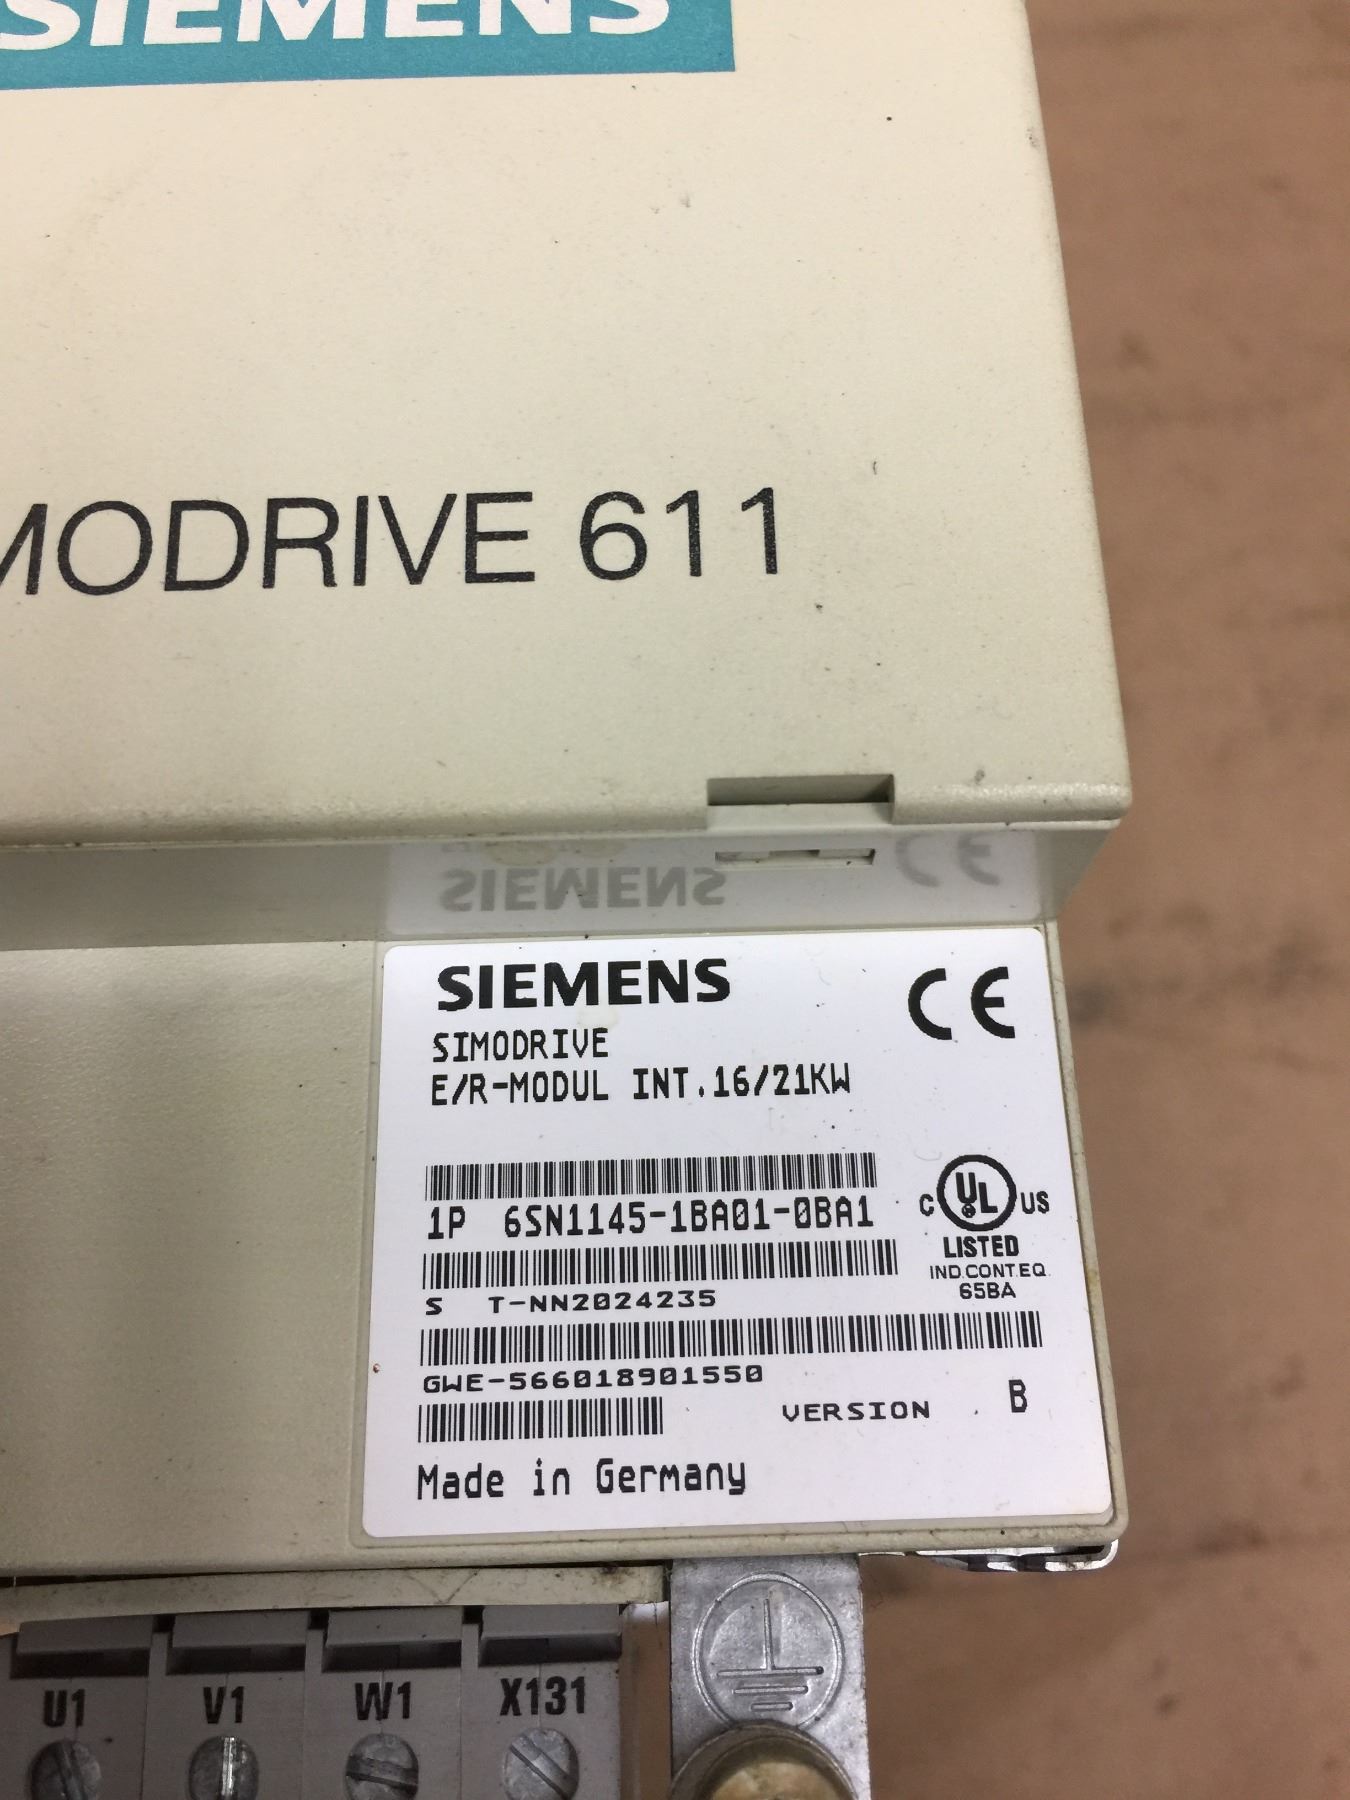 SIEMENS
MODRIVE 611
SIEMENS
SIEMENS
CE
SIMODRIVE
E/R-MODUL INT.16/21KW
1P 6SN1145-1BA01-0BA1
C UL US
LISTED
IND.CONT.EQ.
65BA
S T-NN2024235
GWE-566018901550
VERSION B
Made in Germany
U1 V1 W1 X131